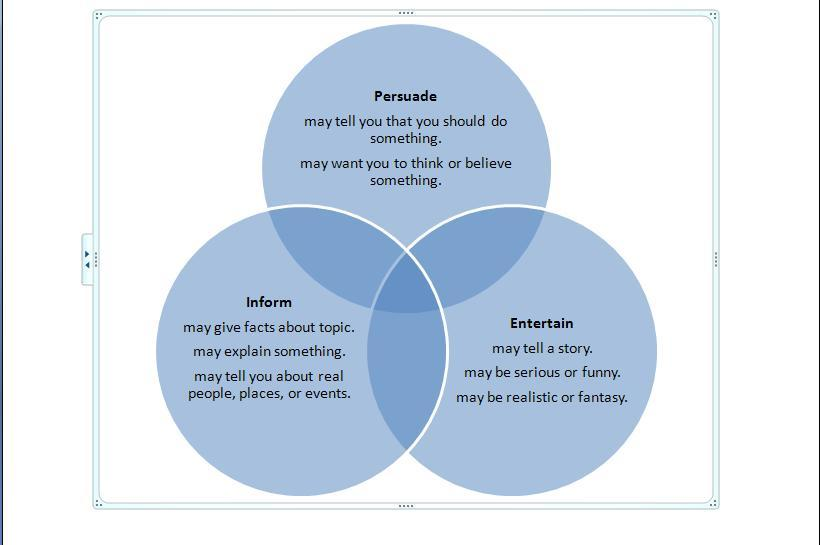 Persuade
may tell you that you should do
something.
may want you to think or believe
something.
Inform
may give facts about topic.
may explain something.
may tell you about real
people, places, or events.
Entertain
may tell a story.
may be serious or funny.
may be realistic or fantasy.